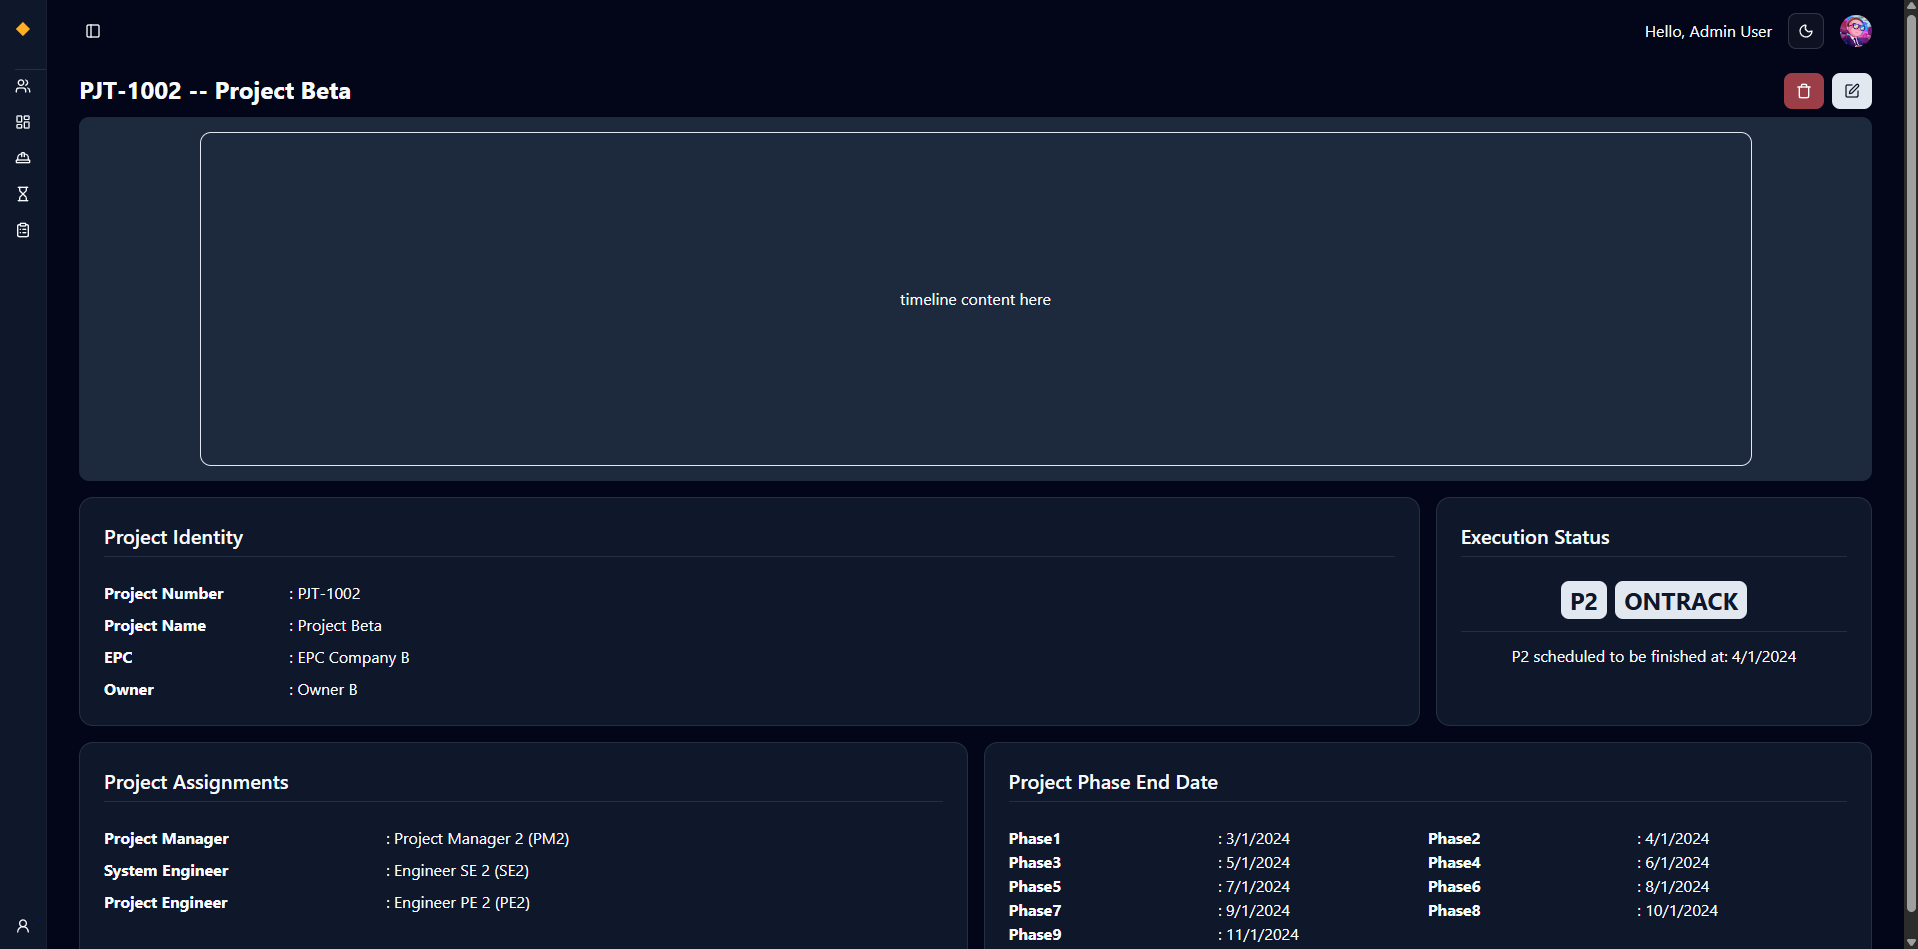 Hello, Admin User
PJT-1002 -- Project Beta
timeline content here
Project Identity
Project Number : PJT-1002
Project Name : Project Beta
EPC : EPC Company B
Owner : Owner B
Execution Status
P2 ONTRACK
P2 scheduled to be finished at: 4/1/2024
Project Assignments
Project Manager : Project Manager 2 (PM2)
System Engineer : Engineer SE 2 (SE2)
Project Engineer : Engineer PE 2 (PE2)
Project Phase End Date
Phase1 : 3/1/2024 Phase2 : 4/1/2024
Phase3 : 5/1/2024 Phase4 : 6/1/2024
Phase5 : 7/1/2024 Phase6 : 8/1/2024
Phase7 : 9/1/2024 Phase8 : 10/1/2024
Phase9 : 11/1/2024